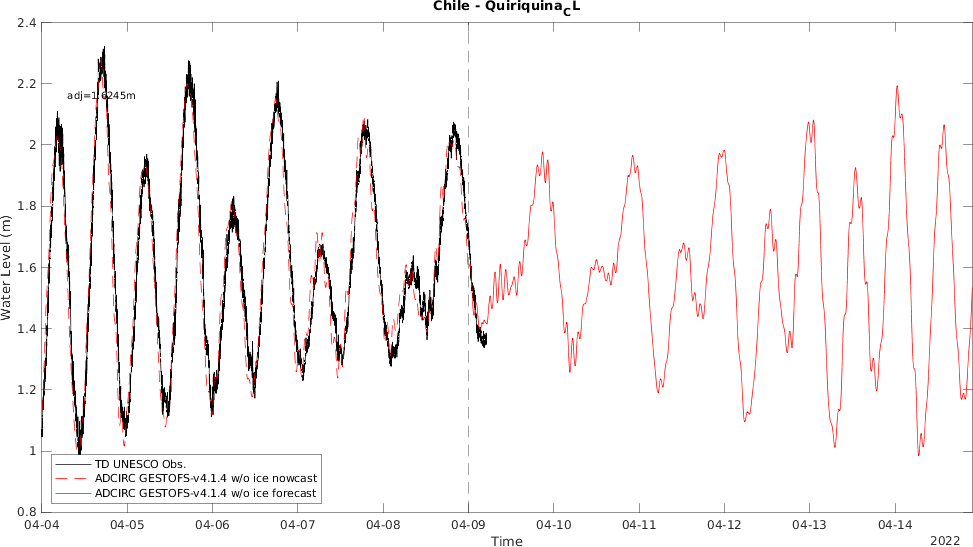 Chile - Quiriquina_CL
2.4
2.2
adj=1.6245m
2
1.8
1.6
1.4
1.2
1
0.8
Water Level (m)
TD UNESCO Obs.
ADCIRC GESTOFS-v4.1.4 w/o ice nowcast
ADCIRC GESTOFS-v4.1.4 w/o ice forecast
04-04 04-05 04-06 04-07 04-08 04-09 04-10 04-11 04-12 04-13 04-14
Time
2022